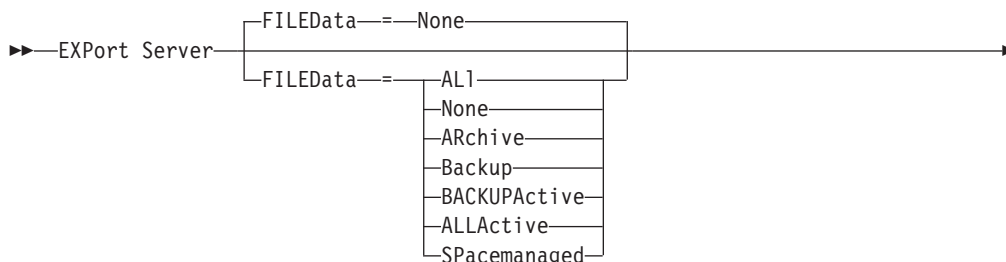 FILEData = None
EXPort Server
FILEData = ALl
None
ARchive
Backup
BACKUPActive
ALLActive
SPacemanaged